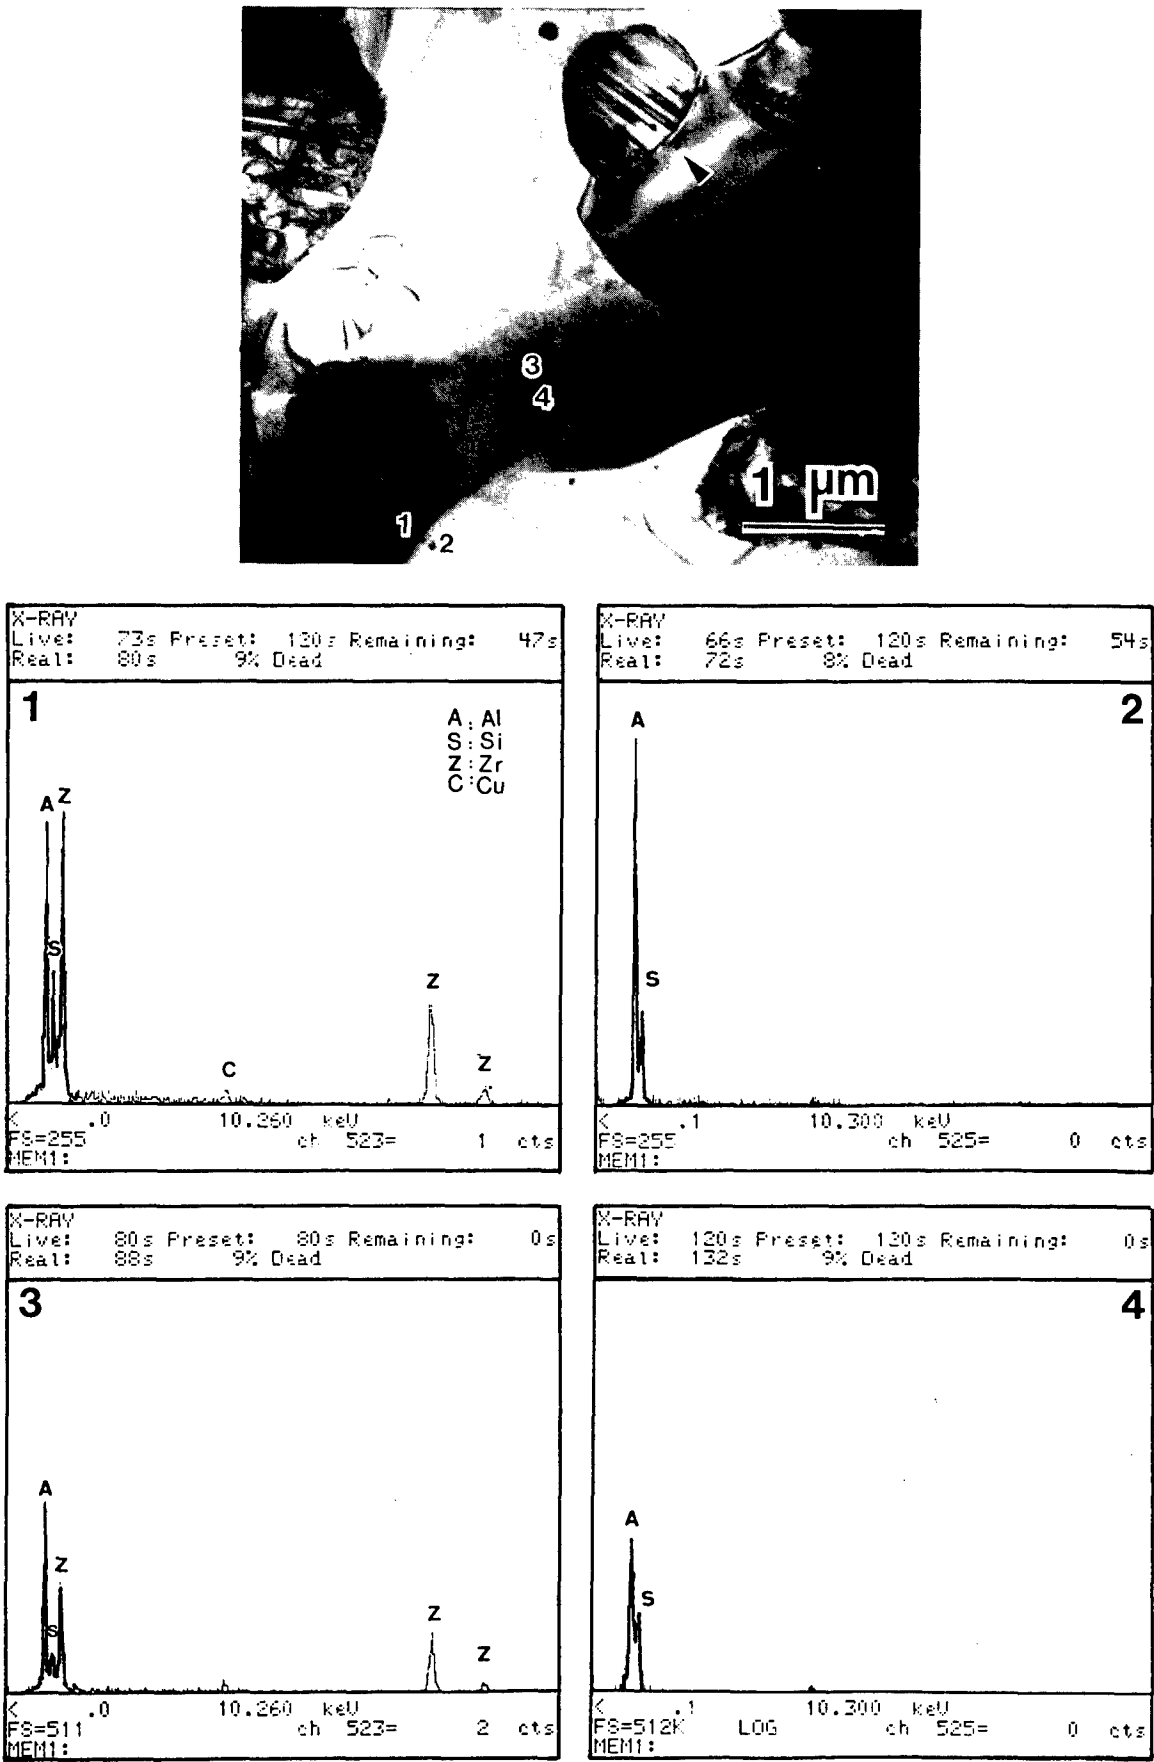 3
4
1 μm
1
2
X-RAY
Live: 73s Preset: 120s Remaining: 47s
Real: 80s 9% Dead
1
A : Al
S : Si
Z : Zr
C : Cu
A Z
S
Z
C
Z
< .0 10.260 keV
FS=255 ch 523= 1 cts
MEM1:
X-RAY
Live: 66s Preset: 120s Remaining: 54s
Real: 72s 8% Dead
2
A
S
< .1 10.300 keV
FS=255 ch 525= 0 cts
MEM1:
X-RAY
Live: 80s Preset: 80s Remaining: 0s
Real: 88s 9% Dead
3
A
Z
S
Z
Z
< .0 10.260 keV
FS=511 ch 523= 2 cts
MEM1:
X-RAY
Live: 120s Preset: 120s Remaining: 0s
Real: 132s 9% Dead
4
A
S
< .1 10.300 keV
FS=512K LOG ch 525= 0 cts
MEM1: